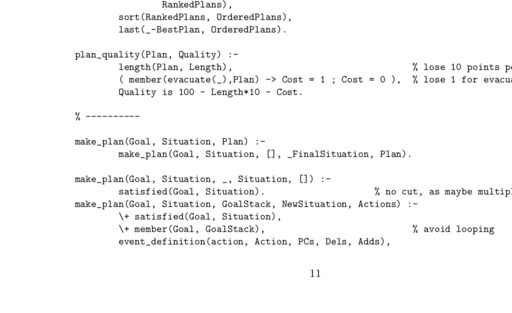 RankedPlans),
sort(RankedPlans, OrderedPlans),
last(_-BestPlan, OrderedPlans).
plan_quality(Plan, Quality) :-
length(Plan, Length), % lose 10 points p
( member(evacuate(_),Plan) -> Cost = 1 ; Cost = 0 ), % lose 1 for evacu
Quality is 100 - Length*10 - Cost.
% ----------
make_plan(Goal, Situation, Plan) :-
make_plan(Goal, Situation, [], _FinalSituation, Plan).
make_plan(Goal, Situation, _, Situation, []) :-
satisfied(Goal, Situation). % no cut, as maybe multipl
make_plan(Goal, Situation, GoalStack, NewSituation, Actions) :-
\+ satisfied(Goal, Situation),
\+ member(Goal, GoalStack), % avoid looping
event_definition(action, Action, PCs, Dels, Adds),
11